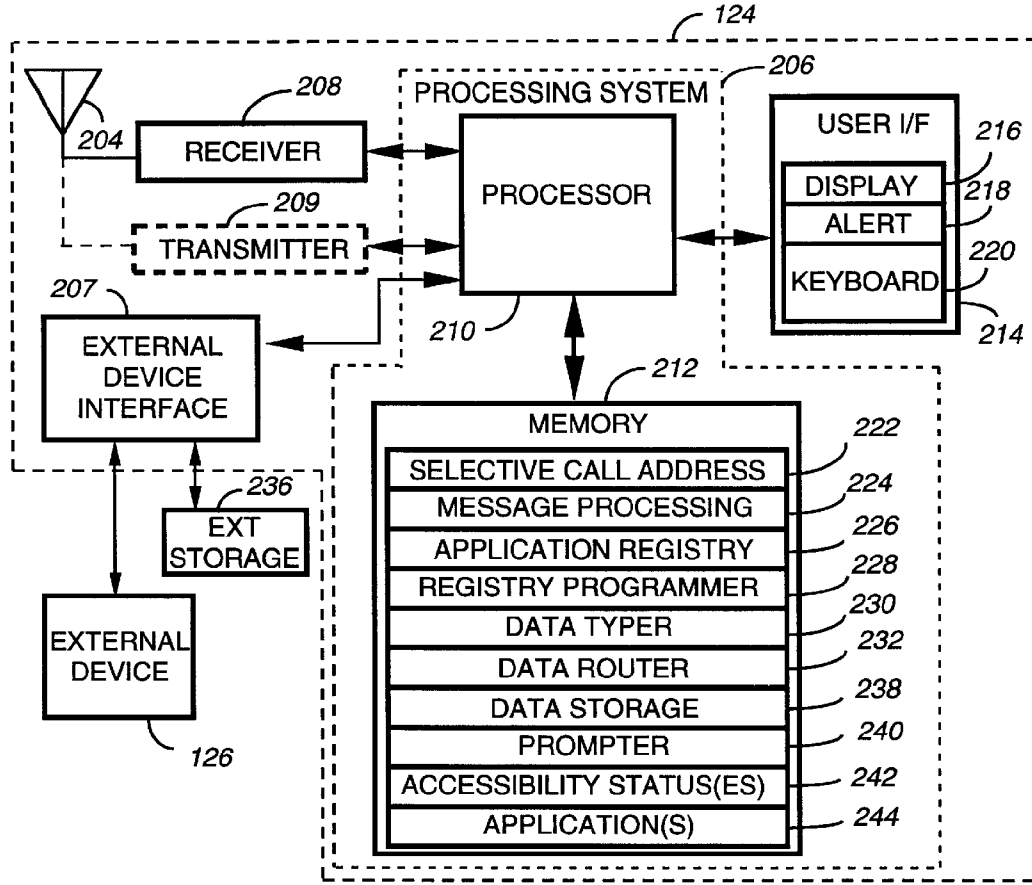 124
206
208
PROCESSING SYSTEM
204
RECEIVER
PROCESSOR
USER I/F
216
DISPLAY
218
ALERT
209
TRANSMITTER
220
KEYBOARD
207
210
214
EXTERNAL
DEVICE
INTERFACE
212
MEMORY
222
SELECTIVE CALL ADDRESS
236
224
MESSAGE PROCESSING
EXT
STORAGE
226
APPLICATION REGISTRY
228
REGISTRY PROGRAMMER
230
DATA TYPER
EXTERNAL
DEVICE
232
DATA ROUTER
238
DATA STORAGE
126
240
PROMPTER
242
ACCESSIBILITY STATUS(ES)
244
APPLICATION(S)